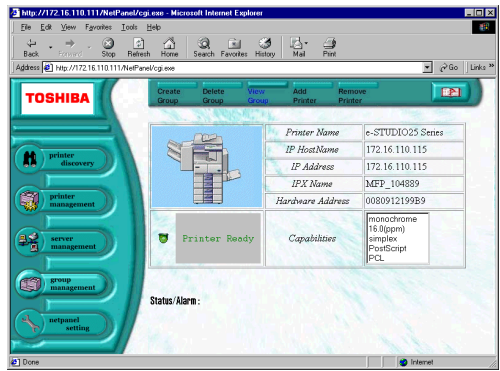 http://172.16.110.111/NetPanel/cgi.exe - Microsoft Internet Explorer
File Edit View Favorites Tools Help
Back Forward Stop Refresh Home Search Favorites History Mail Print
Address http://172.16.110.111/NetPanel/cgi.exe Go Links »
TOSHIBA
Create Group Delete Group View Group Add Printer Remove Printer
printer discovery
printer management
server management
group management
netpanel setting
Printer Name e-STUDIO25 Series
IP HostName 172.16.110.115
IP Address 172.16.110.115
IPX Name MFP_104889
Hardware Address 0080912199B9
Printer Ready
Capabilities
monochrome
16.0(ppm)
simplex
PostScript
PCL
Status/Alarm :
Done Internet